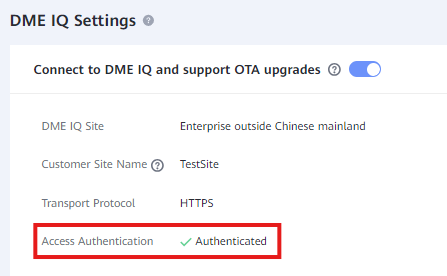 DME IQ Settings ?
Connect to DME IQ and support OTA upgrades ?
DME IQ Site Enterprise outside Chinese mainland
Customer Site Name ? TestSite
Transport Protocol HTTPS
Access Authentication Authenticated